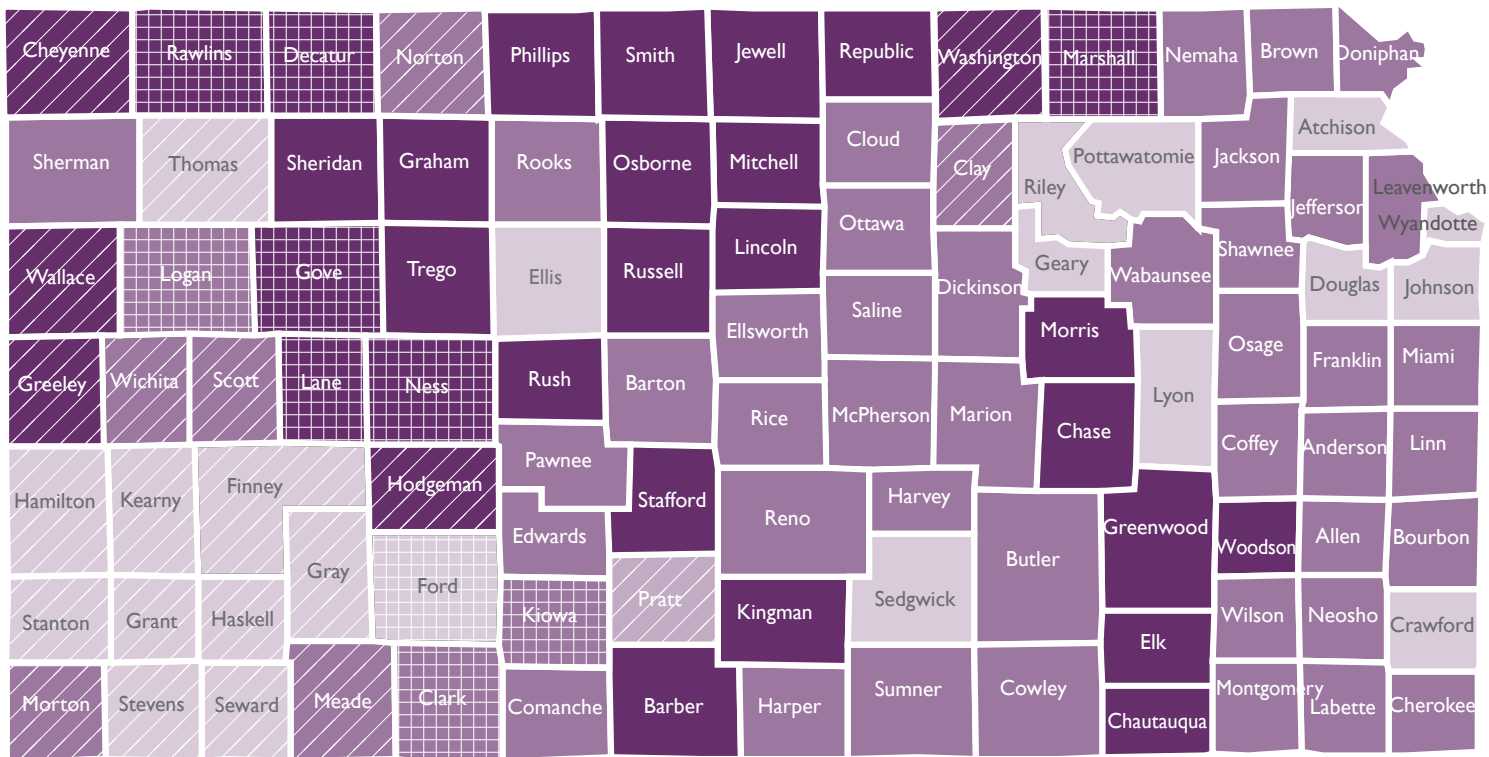 Cheyenne
Rawlins
Decatur
Norton
Phillips
Smith
Jewell
Republic
Washington
Marshall
Nemaha
Brown
Doniphan
Sherman
Thomas
Sheridan
Graham
Rooks
Osborne
Mitchell
Cloud
Clay
Riley
Pottawatomie
Jackson
Atchison
Jefferson
Leavenworth
Wyandotte
Wallace
Logan
Gove
Trego
Ellis
Russell
Lincoln
Ottawa
Saline
Dickinson
Geary
Wabaunsee
Shawnee
Douglas
Johnson
Greeley
Wichita
Scott
Lane
Ness
Rush
Barton
Ellsworth
Rice
McPherson
Marion
Morris
Chase
Lyon
Osage
Franklin
Miami
Coffey
Anderson
Linn
Hamilton
Kearny
Finney
Hodgeman
Pawnee
Stafford
Reno
Harvey
Edwards
Gray
Ford
Kiowa
Pratt
Kingman
Sedgwick
Butler
Greenwood
Woodson
Allen
Bourbon
Stanton
Grant
Haskell
Elk
Wilson
Neosho
Crawford
Morton
Stevens
Seward
Meade
Clark
Comanche
Barber
Harper
Sumner
Cowley
Chautauqua
Montgomery
Labette
Cherokee